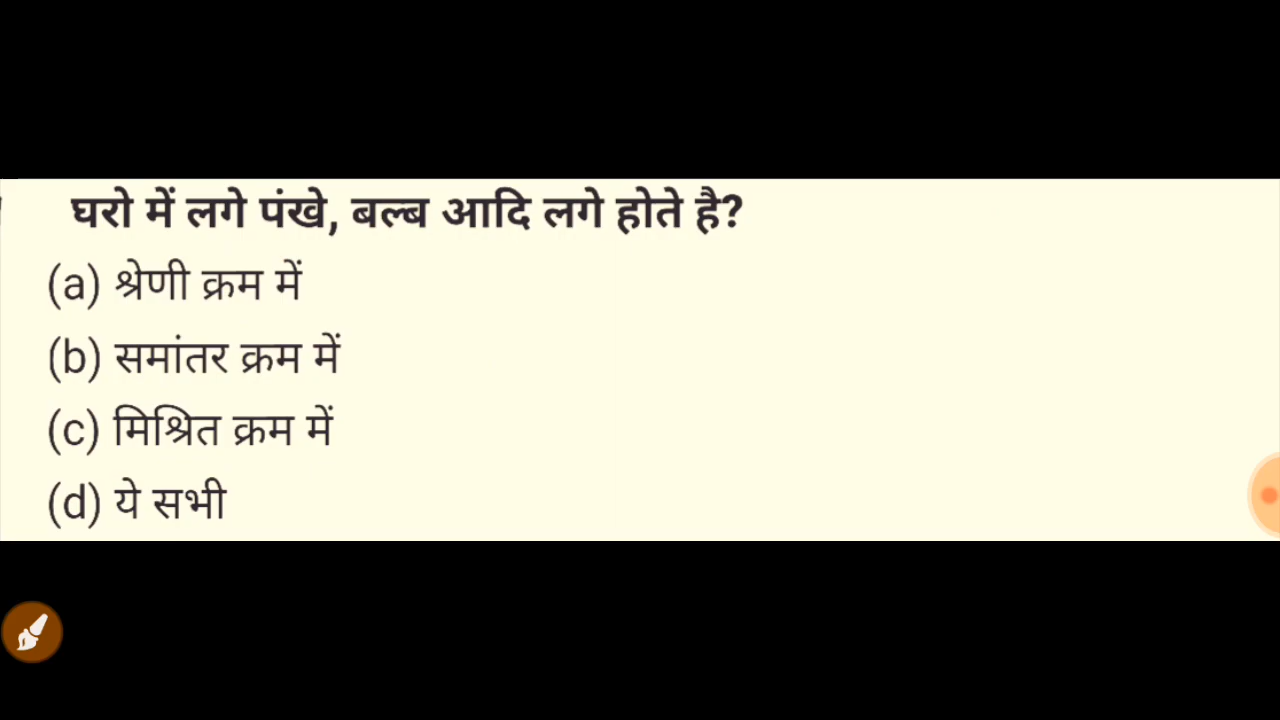 घरो में लगे पंखे, बल्ब आदि लगे होते है?
(a) श्रेणी क्रम में
(b) समांतर क्रम में
(c) मिश्रित क्रम में
(d) ये सभी